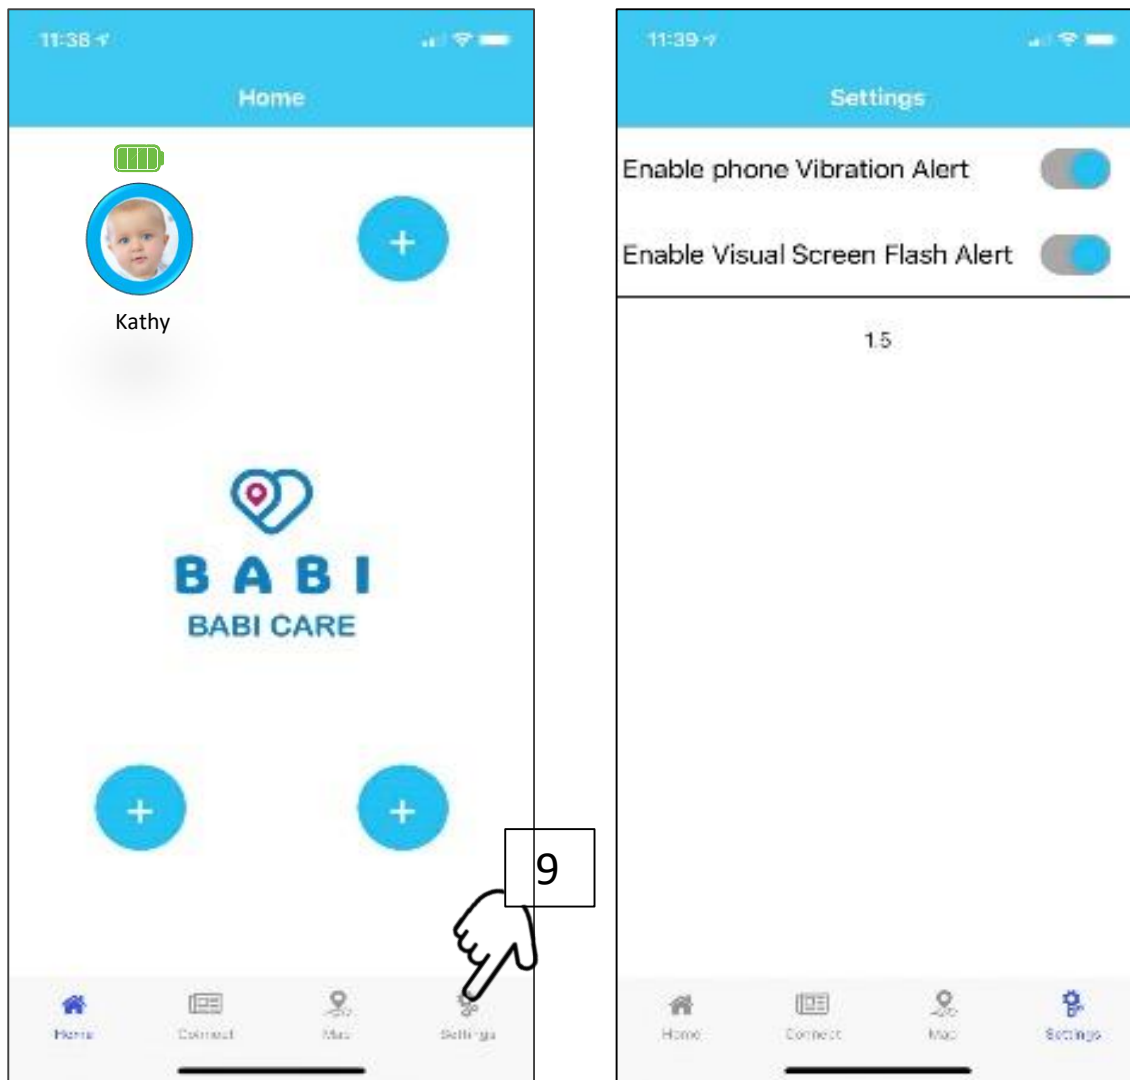 11:38
Home
Kathy
BABI
BABI CARE
9
Home
Connect
Map
Settings
11:39
Settings
Enable phone Vibration Alert
Enable Visual Screen Flash Alert
1.5
Home
Connect
Map
Settings